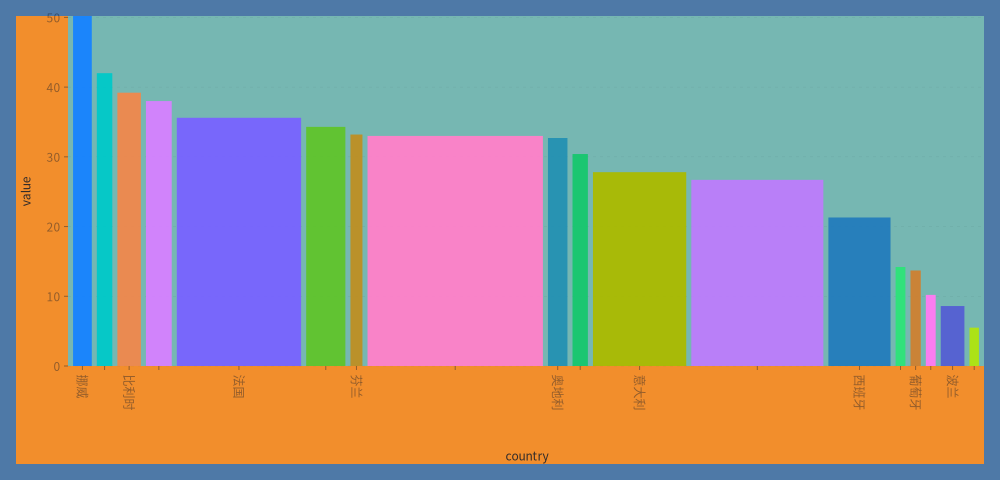 50
40
30
20
10
0
value
挪威
比利时
法国
芬兰
奥地利
意大利
西班牙
葡萄牙
波兰
country